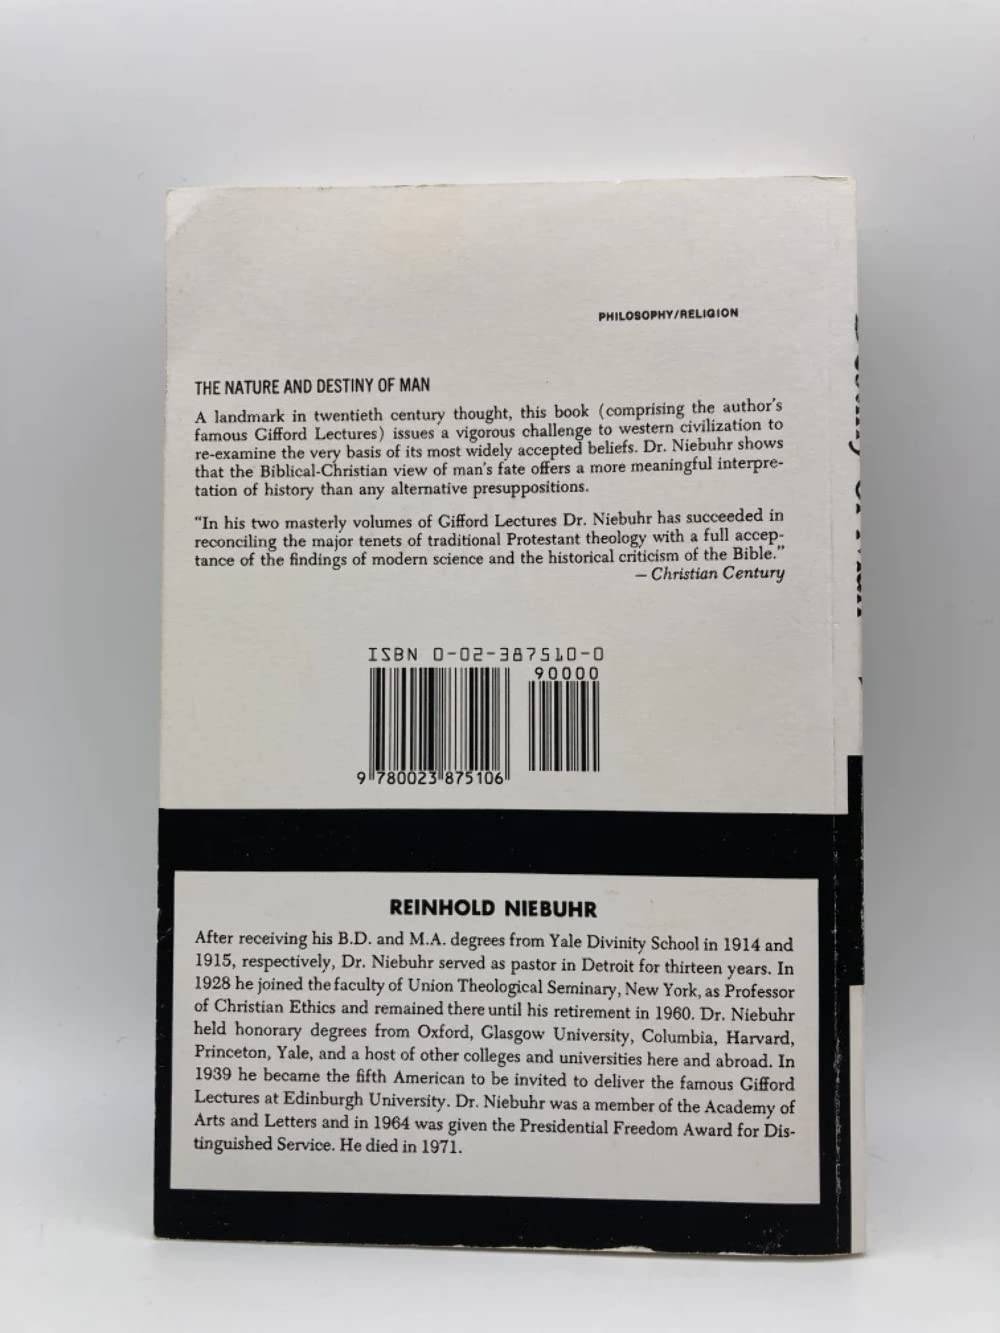 PHILOSOPHY/RELIGION
THE NATURE AND DESTINY OF MAN
A landmark in twentieth century thought, this book (comprising the author's
famous Gifford Lectures) issues a vigorous challenge to western civilization to
re-examine the very basis of its most widely accepted beliefs. Dr. Niebuhr shows
that the Biblical-Christian view of man's fate offers a more meaningful interpre-
tation of history than any alternative presuppositions.
"In his two masterly volumes of Gifford Lectures Dr. Niebuhr has succeeded in
reconciling the major tenets of traditional Protestant theology with a full accep-
tance of the findings of modern science and the historical criticism of the Bible."
— Christian Century
ISBN 0-02-387510-0
90000
9 780023 875106
REINHOLD NIEBUHR
After receiving his B.D. and M.A. degrees from Yale Divinity School in 1914 and
1915, respectively, Dr. Niebuhr served as pastor in Detroit for thirteen years. In
1928 he joined the faculty of Union Theological Seminary, New York, as Professor
of Christian Ethics and remained there until his retirement in 1960. Dr. Niebuhr
held honorary degrees from Oxford, Glasgow University, Columbia, Harvard,
Princeton, Yale, and a host of other colleges and universities here and abroad. In
1939 he became the fifth American to be invited to deliver the famous Gifford
Lectures at Edinburgh University. Dr. Niebuhr was a member of the Academy of
Arts and Letters and in 1964 was given the Presidential Freedom Award for Dis-
tinguished Service. He died in 1971.